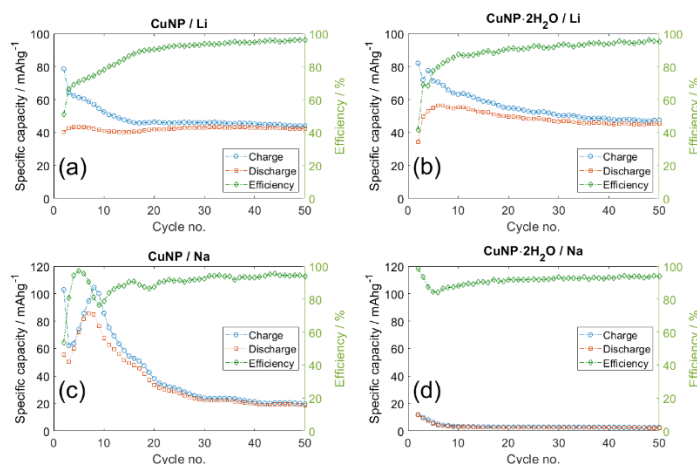 CuNP / Li
Specific capacity / mAhg-1
100
80
60
40
20
0
0 10 20 30 40 50
Cycle no.
100
80
60
40
20
0
Efficiency / %
(a)
Charge
Discharge
Efficiency
CuNP·2H2O / Li
Specific capacity / mAhg-1
100
80
60
40
20
0
0 10 20 30 40 50
Cycle no.
100
80
60
40
20
0
Efficiency / %
(b)
Charge
Discharge
Efficiency
CuNP / Na
Specific capacity / mAhg-1
120
100
80
60
40
20
0
0 10 20 30 40 50
Cycle no.
100
80
60
40
20
0
Efficiency / %
(c)
Charge
Discharge
Efficiency
CuNP·2H2O / Na
Specific capacity / mAhg-1
120
100
80
60
40
20
0
0 10 20 30 40 50
Cycle no.
100
80
60
40
20
0
Efficiency / %
(d)
Charge
Discharge
Efficiency